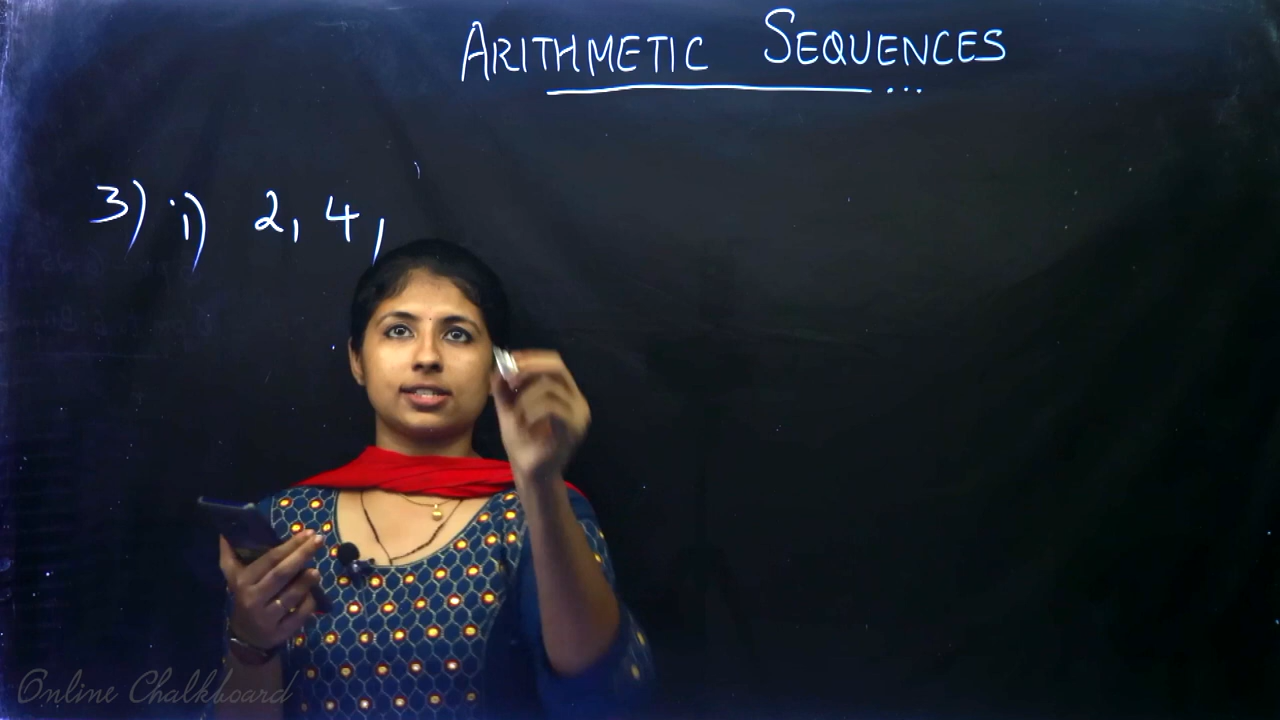 ARITHMETIC SEQUENCES ...
3) i) 2, 4,
Online Chalkboard